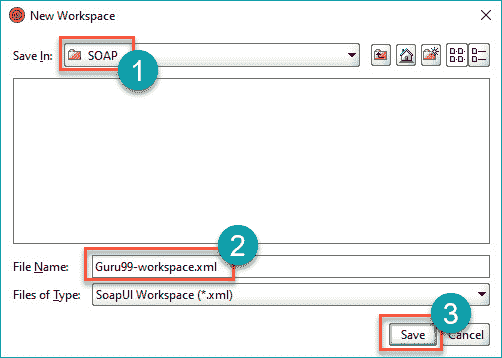 New Workspace
Save In: SOAP
1
2
File Name: Guru99-workspace.xml
Files of Type: SoapUI Workspace (*.xml)
3
Save Cancel